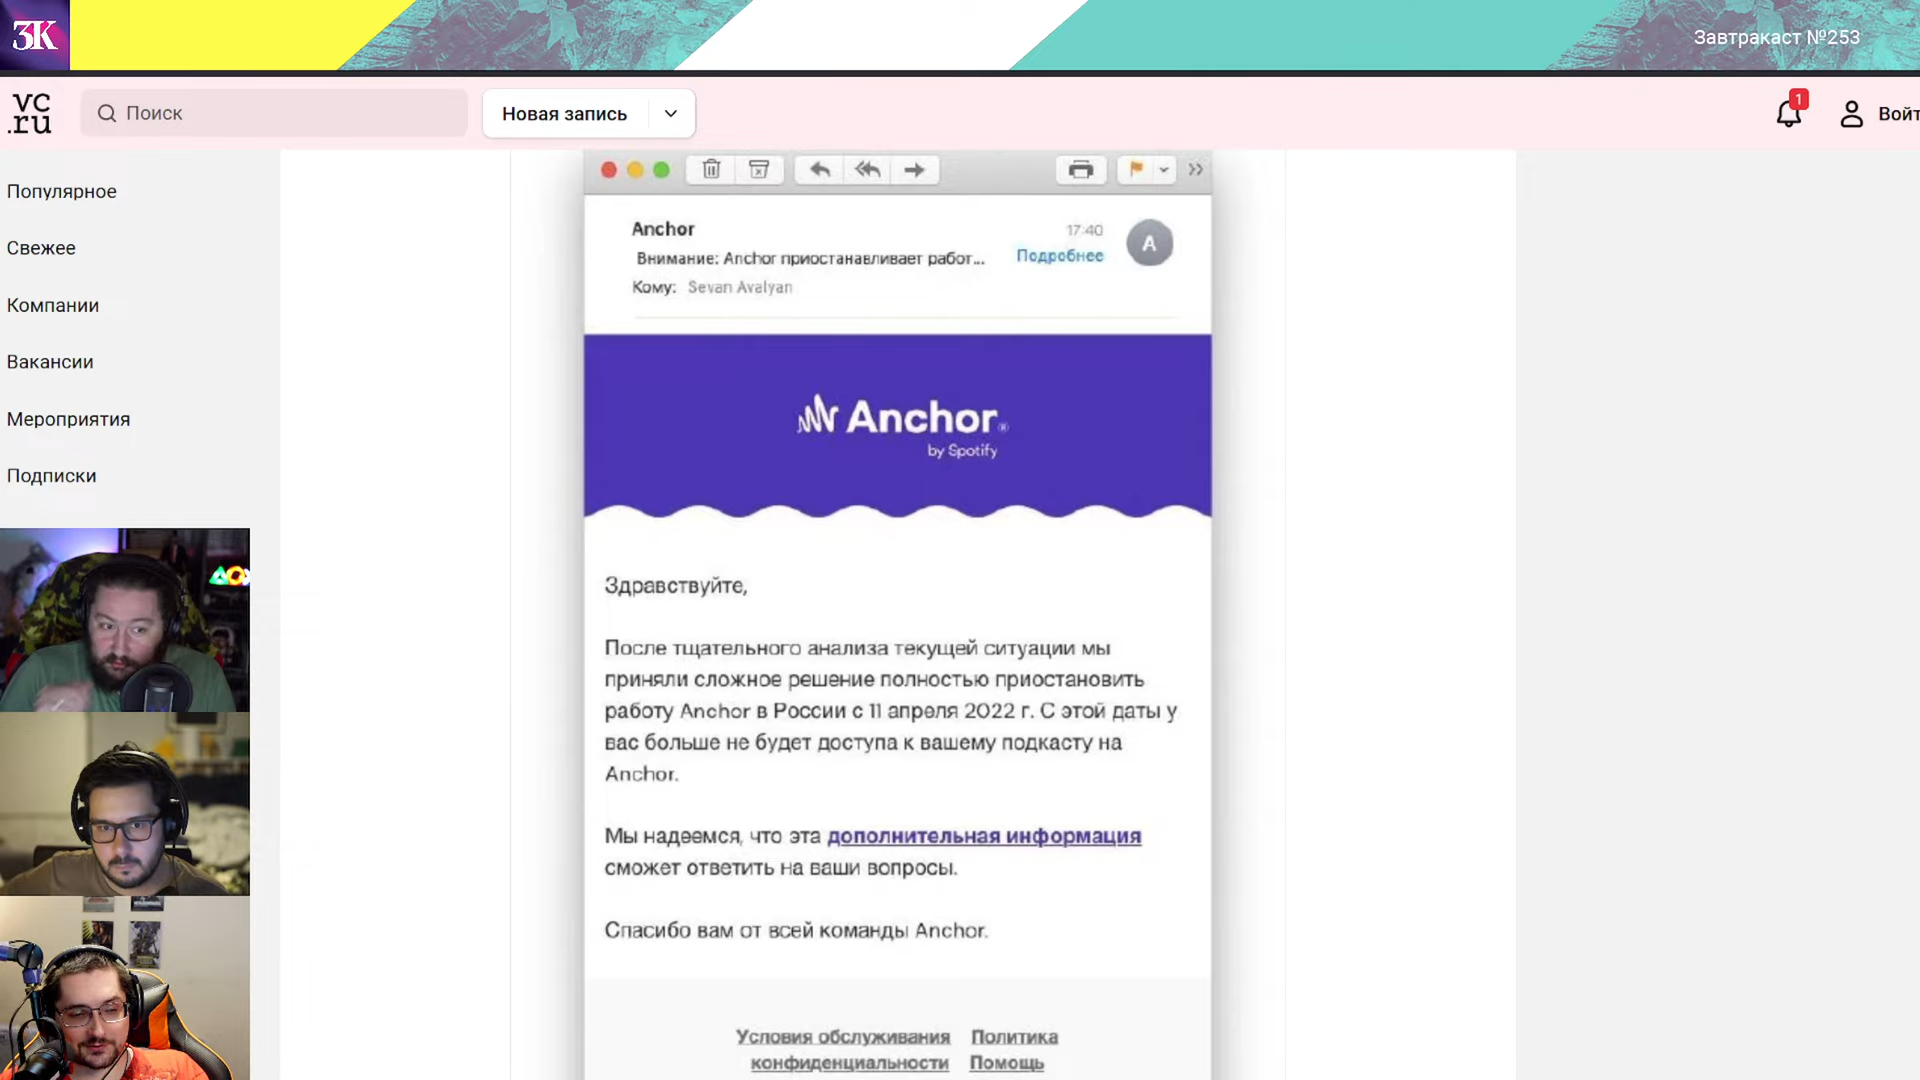 ЗК
Завтракаст №253
vc
.ru
Поиск
Новая запись
1
Войт
Популярное
Свежее
Компании
Вакансии
Мероприятия
Подписки
Anchor
17:40
A
Внимание: Anchor приостанавливает работ...
Подробнее
Кому: Sevan Avalyan
Anchor®
by Spotify
Здравствуйте,
После тщательного анализа текущей ситуации мы
приняли сложное решение полностью приостановить
работу Anchor в России с 11 апреля 2022 г. С этой даты у
вас больше не будет доступа к вашему подкасту на
Anchor.
Мы надеемся, что эта дополнительная информация
сможет ответить на ваши вопросы.
Спасибо вам от всей команды Anchor.
Условия обслуживания Политика
конфиденциальности Помощь